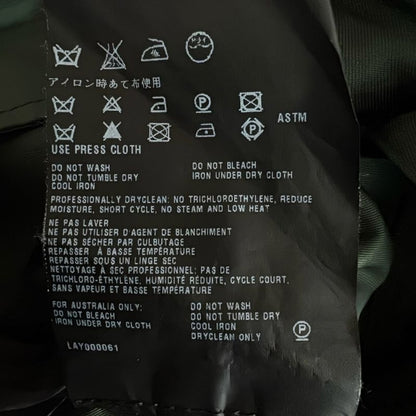 アイロン時あて布使用
P
P ASTM
USE PRESS CLOTH
DO NOT WASH DO NOT BLEACH
DO NOT TUMBLE DRY IRON UNDER DRY CLOTH
COOL IRON
PROFESSIONALLY DRYCLEAN: NO TRICHLOROETHYLENE, REDUCE
MOISTURE, SHORT CYCLE, NO STEAM AND LOW HEAT
NE PAS LAVER
NE PAS UTILISER D'AGENT DE BLANCHIMENT
NE PAS SÉCHER PAR CULBUTAGE
REPASSER À BASSE TEMPÉRATURE
REPASSER SOUS UN LINGE SEC
NETTOYAGE À SEC PROFESSIONNEL: PAS DE
TRICHLORO-ÉTHYLENE, HUMIDITÉ RÉDUITE, CYCLE COURT,
SANS VAPEUR ET BASSE TEMPÉRATURE
FOR AUSTRALIA ONLY: DO NOT WASH
DO NOT BLEACH DO NOT TUMBLE DRY
IRON UNDER DRY CLOTH COOL IRON
DRYCLEAN ONLY P
LAY000061